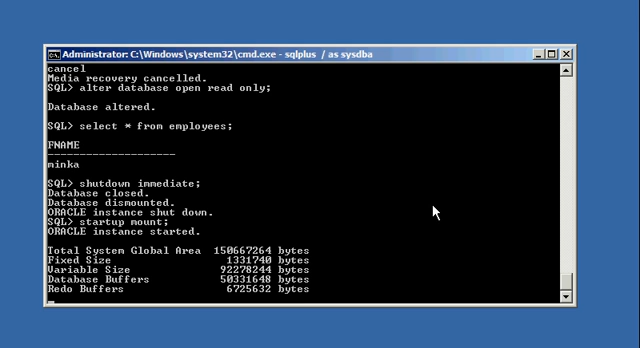 Administrator: C:\Windows\system32\cmd.exe - sqlplus / as sysdba
cancel
Media recovery cancelled.
SQL> alter database open read only;
Database altered.
SQL> select * from employees;
FNAME
--------------------
minka
SQL> shutdown immediate;
Database closed.
Database dismounted.
ORACLE instance shut down.
SQL> startup mount;
ORACLE instance started.
Total System Global Area 150667264 bytes
Fixed Size 1331740 bytes
Variable Size 92278244 bytes
Database Buffers 50331648 bytes
Redo Buffers 6725632 bytes